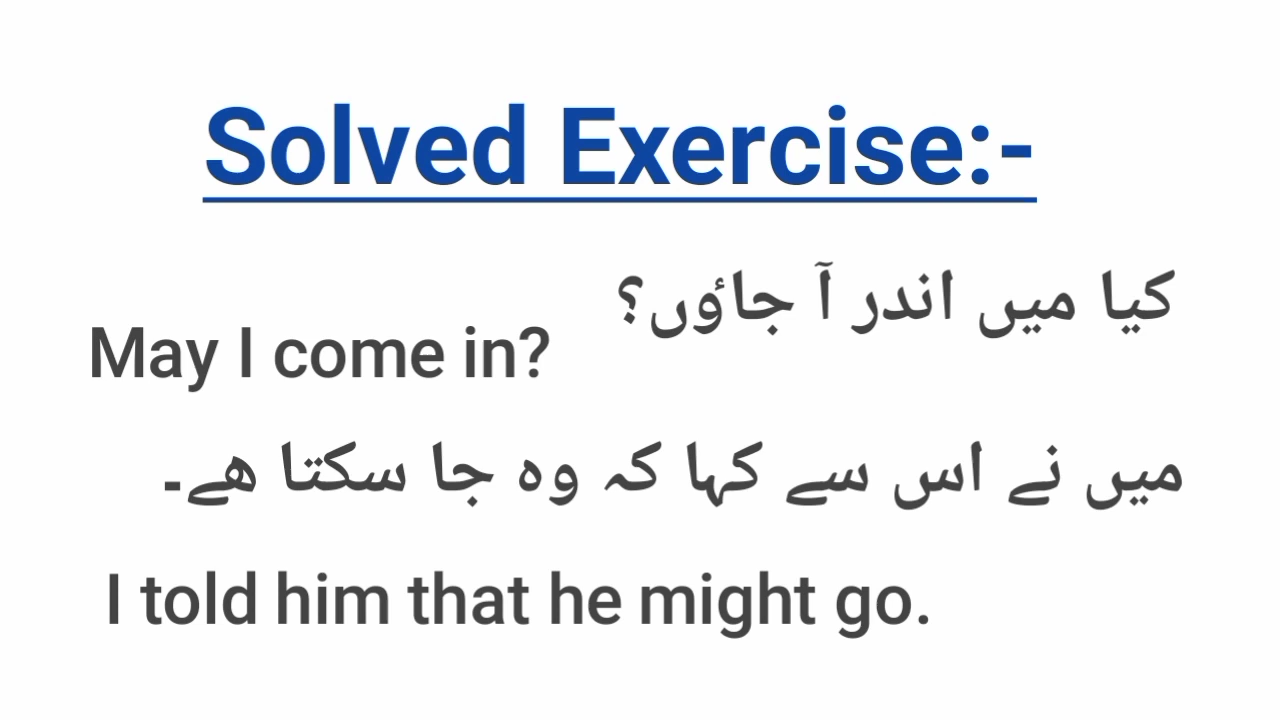 Solved Exercise:-
کیا میں اندر آ جاؤں؟
May I come in?
میں نے اس سے کہا کہ وہ جا سکتا ھے۔
I told him that he might go.